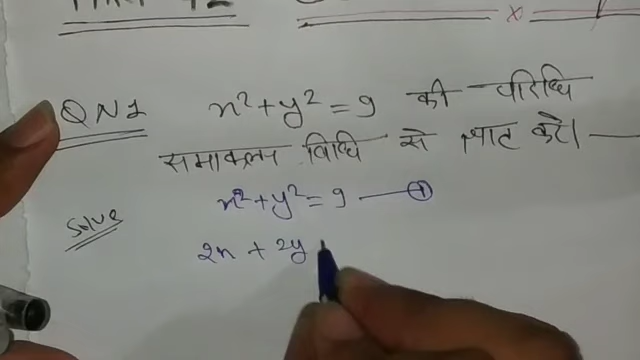 QN1 x²+y² = 9 की परिधि
समाकलन विधि से ज्ञात करें।
Solve x²+y² = 9 — ①
2x + 2y